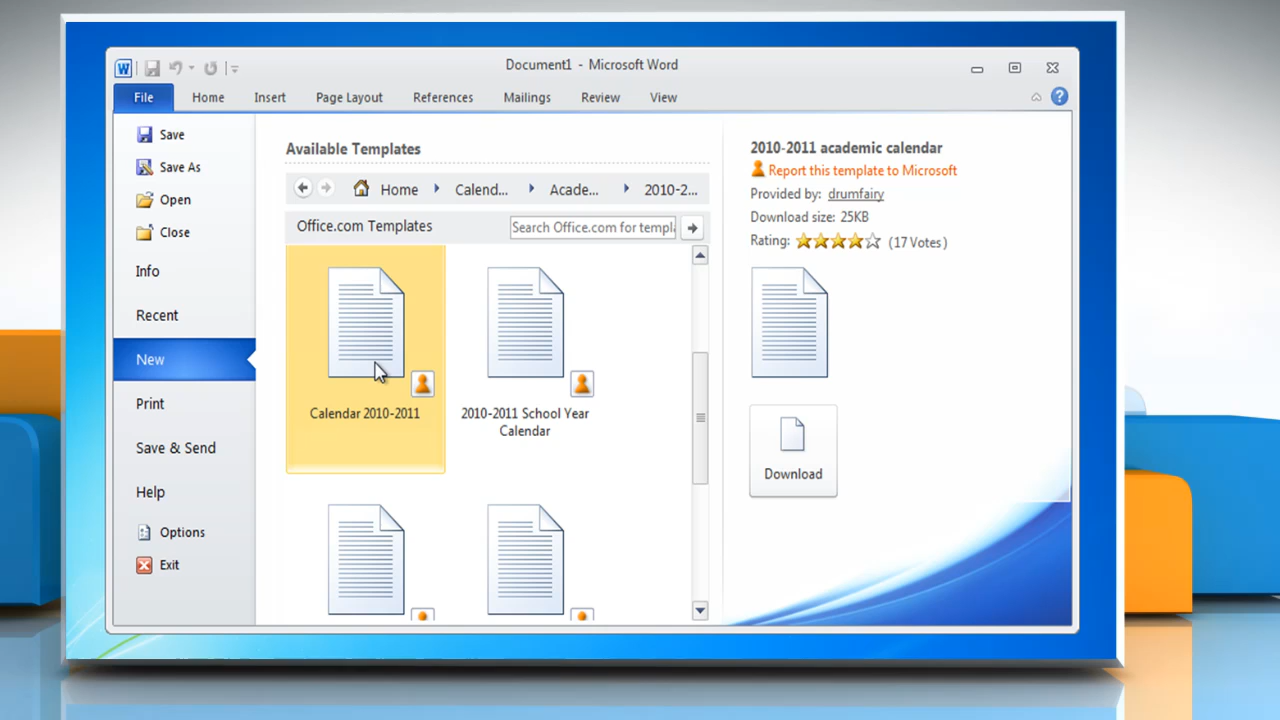 W
Document1 - Microsoft Word
File Home Insert Page Layout References Mailings Review View
?
Save
Save As
Open
Close
Info
Recent
New
Print
Save & Send
Help
Options
Exit
Available Templates
Home Calend... Acade... 2010-2...
Office.com Templates
Search Office.com for templ
Calendar 2010-2011
2010-2011 School Year
Calendar
2010-2011 academic calendar
Report this template to Microsoft
Provided by: drumfairy
Download size: 25KB
Rating: (17 Votes)
Download